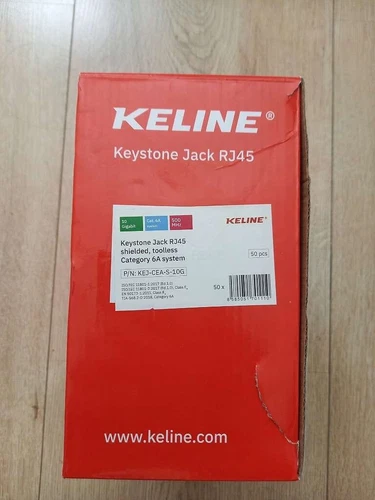 KELINE®
Keystone Jack RJ45
10 Gigabit
Cat. 6A
500 MHz
KELINE®
Keystone Jack RJ45
shielded, toolless
Category 6A system
50 pcs
P/N: KEJ-CEA-S-10G
50 x
www.keline.com